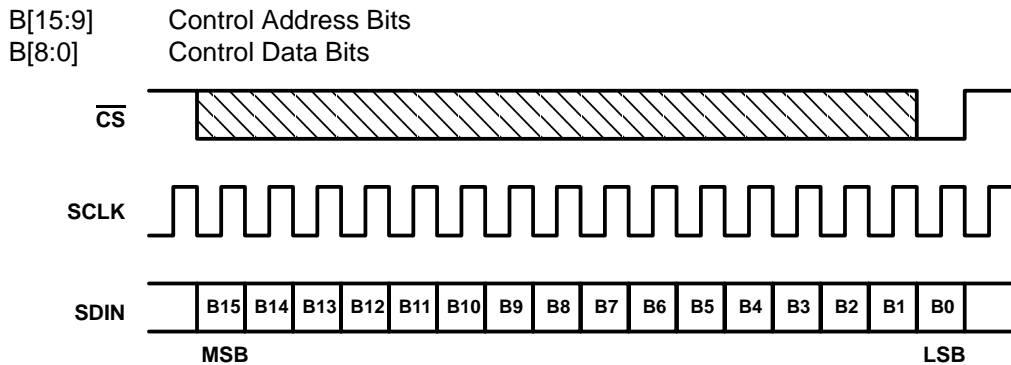 B[15:9] Control Address Bits
B[8:0] Control Data Bits
CS
SCLK
SDIN B15 B14 B13 B12 B11 B10 B9 B8 B7 B6 B5 B4 B3 B2 B1 B0
MSB LSB